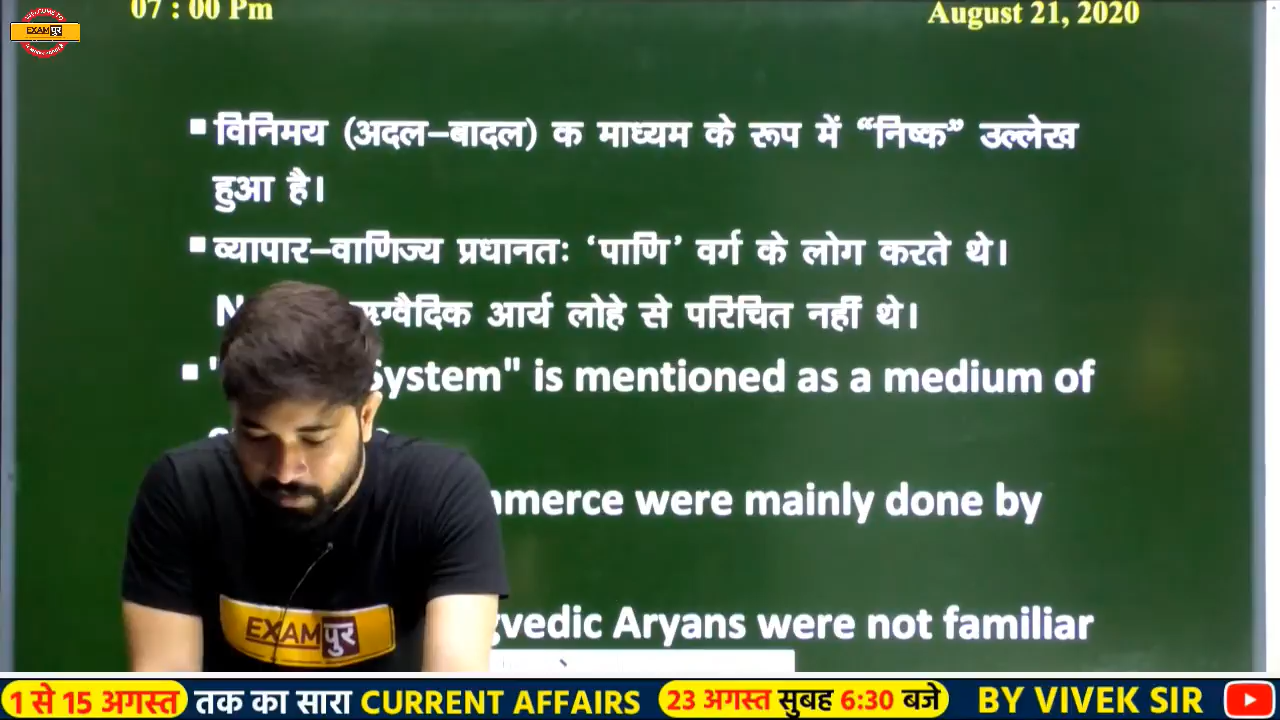 07 : 00 Pm
August 21, 2020
EXAMपुर
▪ विनिमय (अदल–बादल) क माध्यम के रूप में “निष्क” उल्लेख
हुआ है।
▪ व्यापार–वाणिज्य प्रधानतः ‘पाणि’ वर्ग के लोग करते थे।
ऋग्वैदिक आर्य लोहे से परिचित नहीं थे।
System" is mentioned as a medium of
were mainly done by
Aryans were not familiar
EXAMपुर
1 से 15 अगस्त तक का सारा CURRENT AFFAIRS 23 अगस्त सुबह 6:30 बजे BY VIVEK SIR